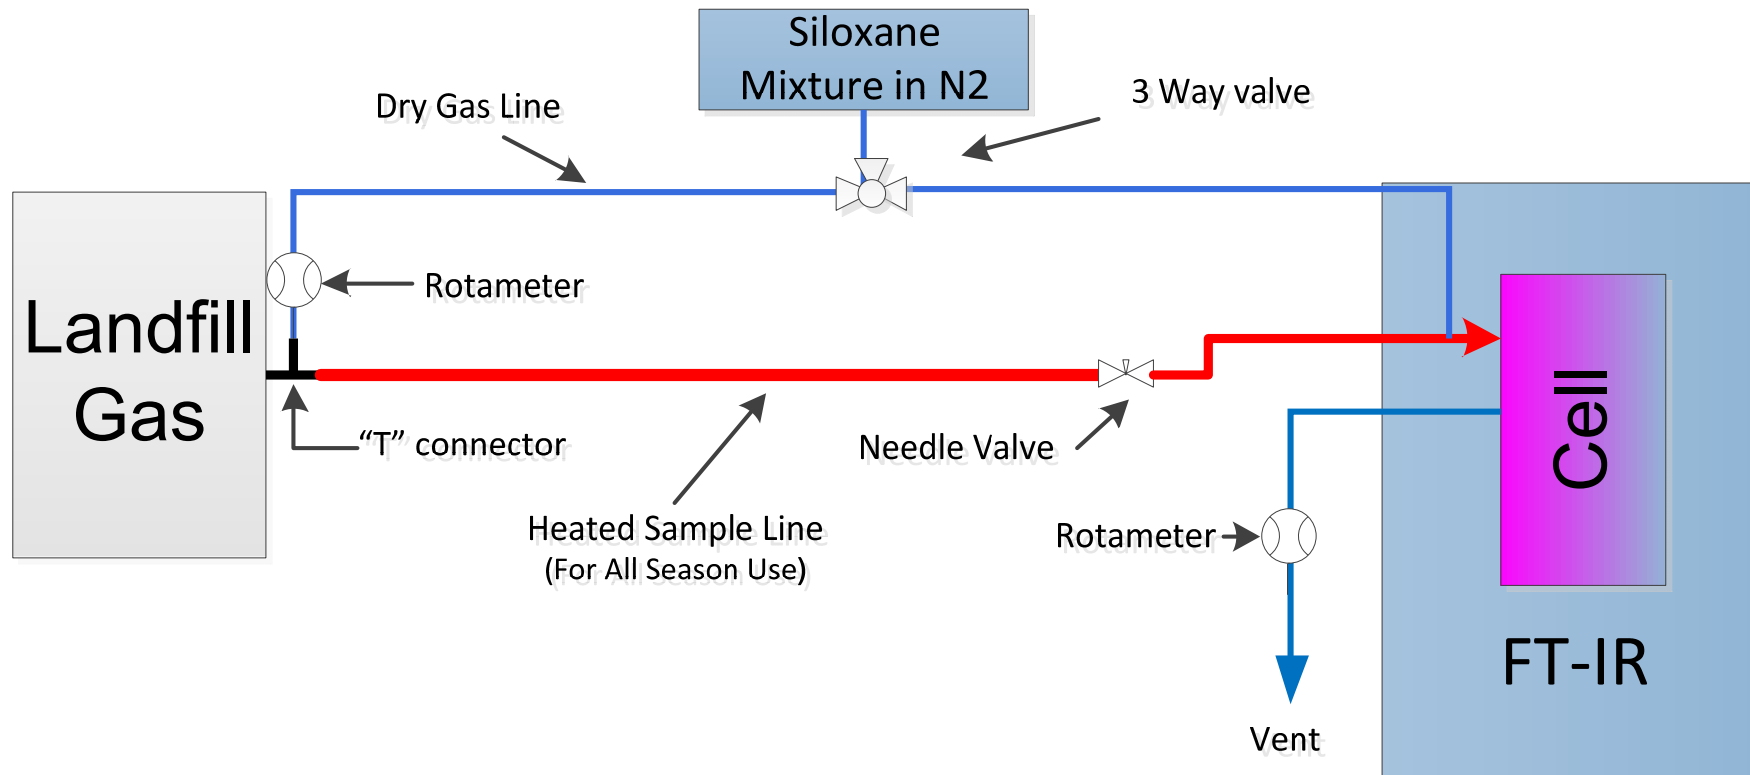 Siloxane
Mixture in N2
3 Way valve
Dry Gas Line
Rotameter
Landfill
Gas
"T" connector
Needle Valve
Heated Sample Line
(For All Season Use)
Rotameter
Cell
FT-IR
Vent